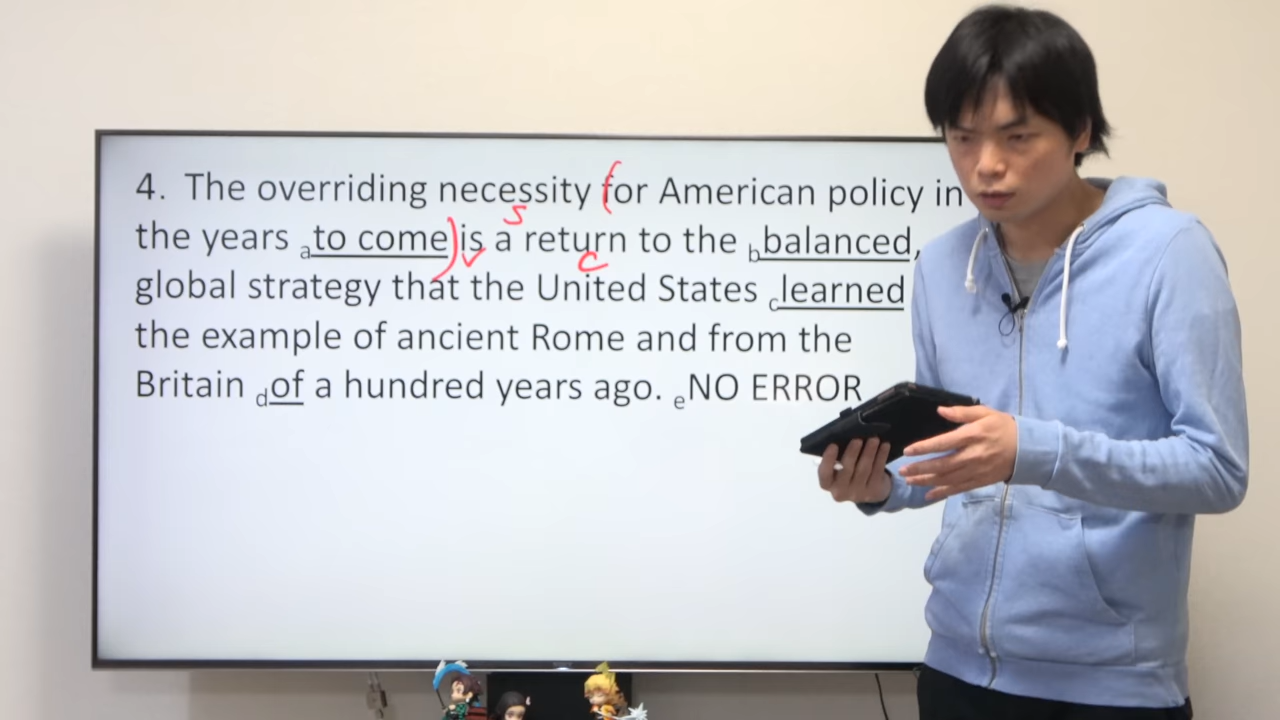 4. The overriding necessity for American policy in
the years a to come is a return to the b balanced,
global strategy that the United States c learned
the example of ancient Rome and from the
Britain d of a hundred years ago. e NO ERROR
S
V
C